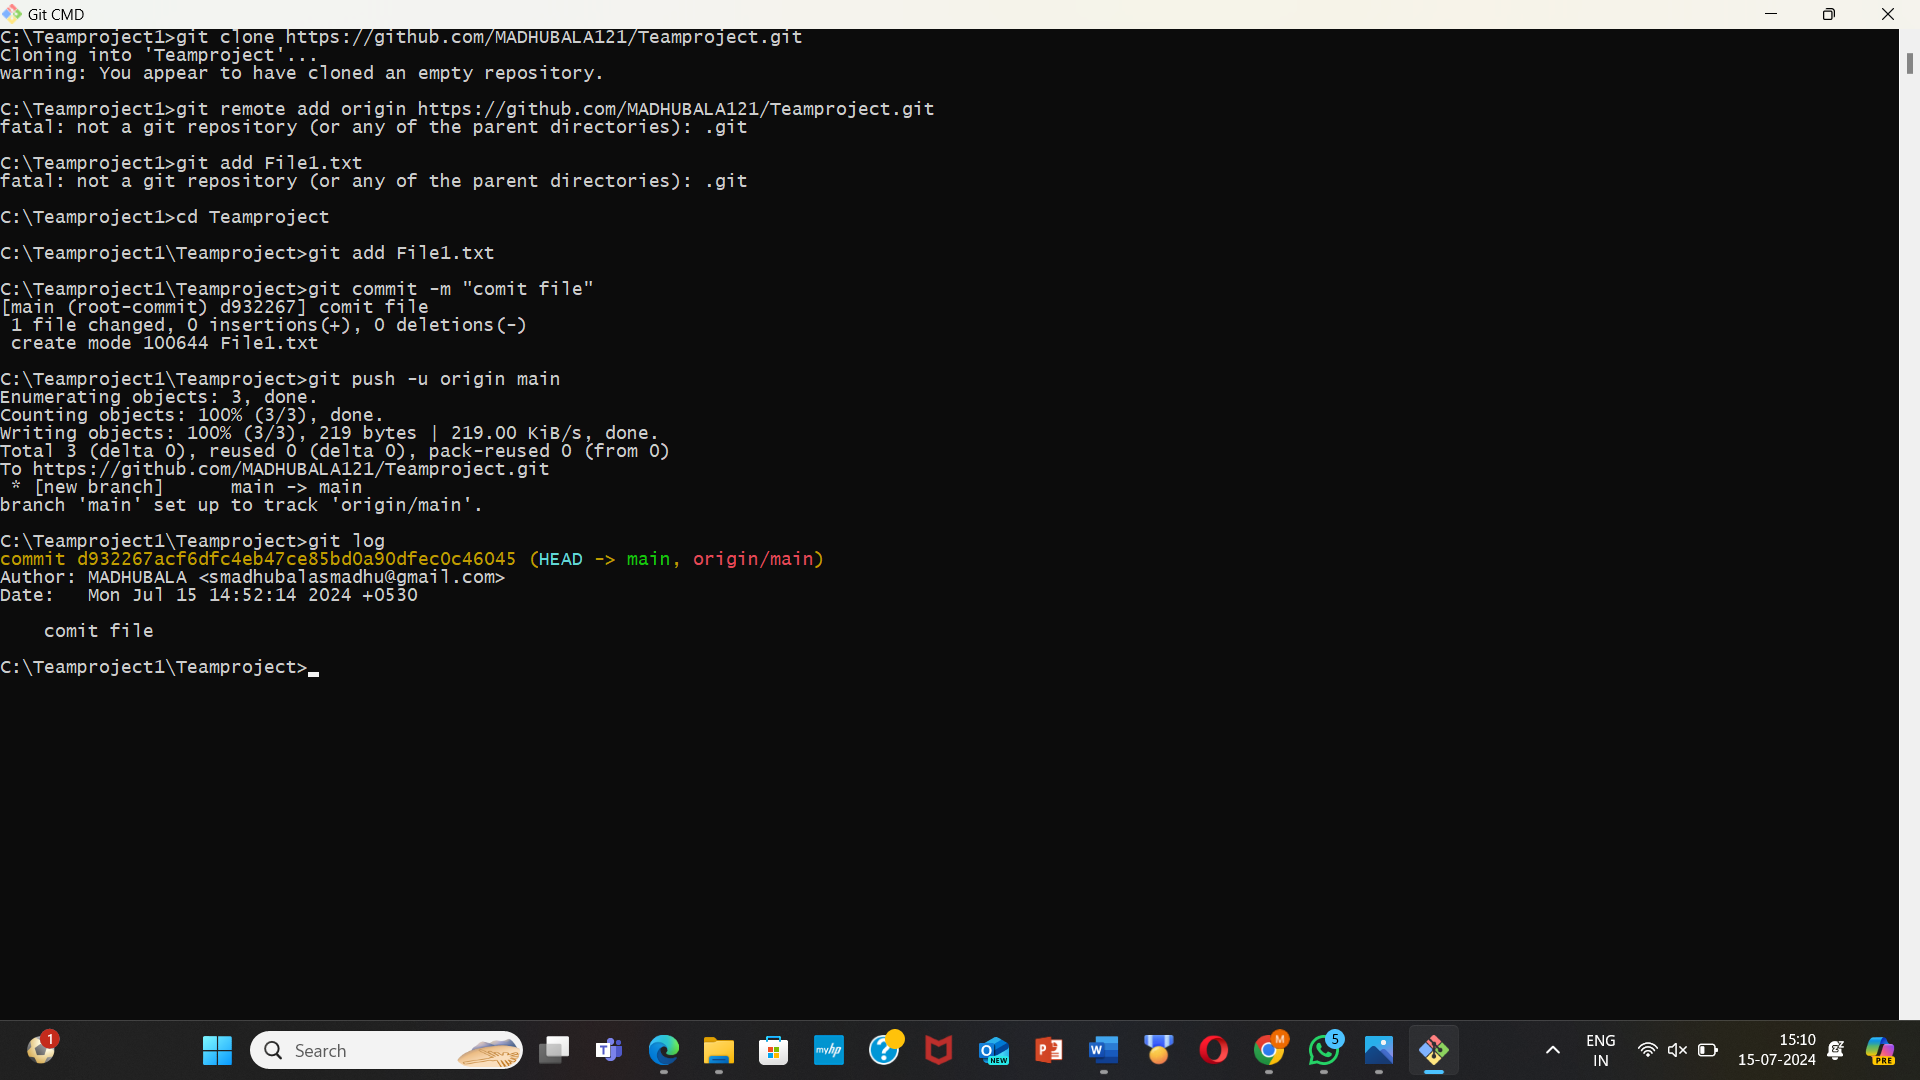 Git CMD
C:\Teamproject1>git clone https://github.com/MADHUBALA121/Teamproject.git
Cloning into 'Teamproject'...
warning: You appear to have cloned an empty repository.
C:\Teamproject1>git remote add origin https://github.com/MADHUBALA121/Teamproject.git
fatal: not a git repository (or any of the parent directories): .git
C:\Teamproject1>git add File1.txt
fatal: not a git repository (or any of the parent directories): .git
C:\Teamproject1>cd Teamproject
C:\Teamproject1\Teamproject>git add File1.txt
C:\Teamproject1\Teamproject>git commit -m "comit file"
[main (root-commit) d932267] comit file
 1 file changed, 0 insertions(+), 0 deletions(-)
 create mode 100644 File1.txt
C:\Teamproject1\Teamproject>git push -u origin main
Enumerating objects: 3, done.
Counting objects: 100% (3/3), done.
Writing objects: 100% (3/3), 219 bytes | 219.00 KiB/s, done.
Total 3 (delta 0), reused 0 (delta 0), pack-reused 0 (from 0)
To https://github.com/MADHUBALA121/Teamproject.git
 * [new branch]      main -> main
branch 'main' set up to track 'origin/main'.
C:\Teamproject1\Teamproject>git log
commit d932267acf6dfc4eb47ce85bd0a90dfec0c46045 (HEAD -> main, origin/main)
Author: MADHUBALA <smadhubalasmadhu@gmail.com>
Date:   Mon Jul 15 14:52:14 2024 +0530
    comit file
C:\Teamproject1\Teamproject>
1
Search
myhp
NEW
M
5
ENG
IN
15:10
15-07-2024
PRE